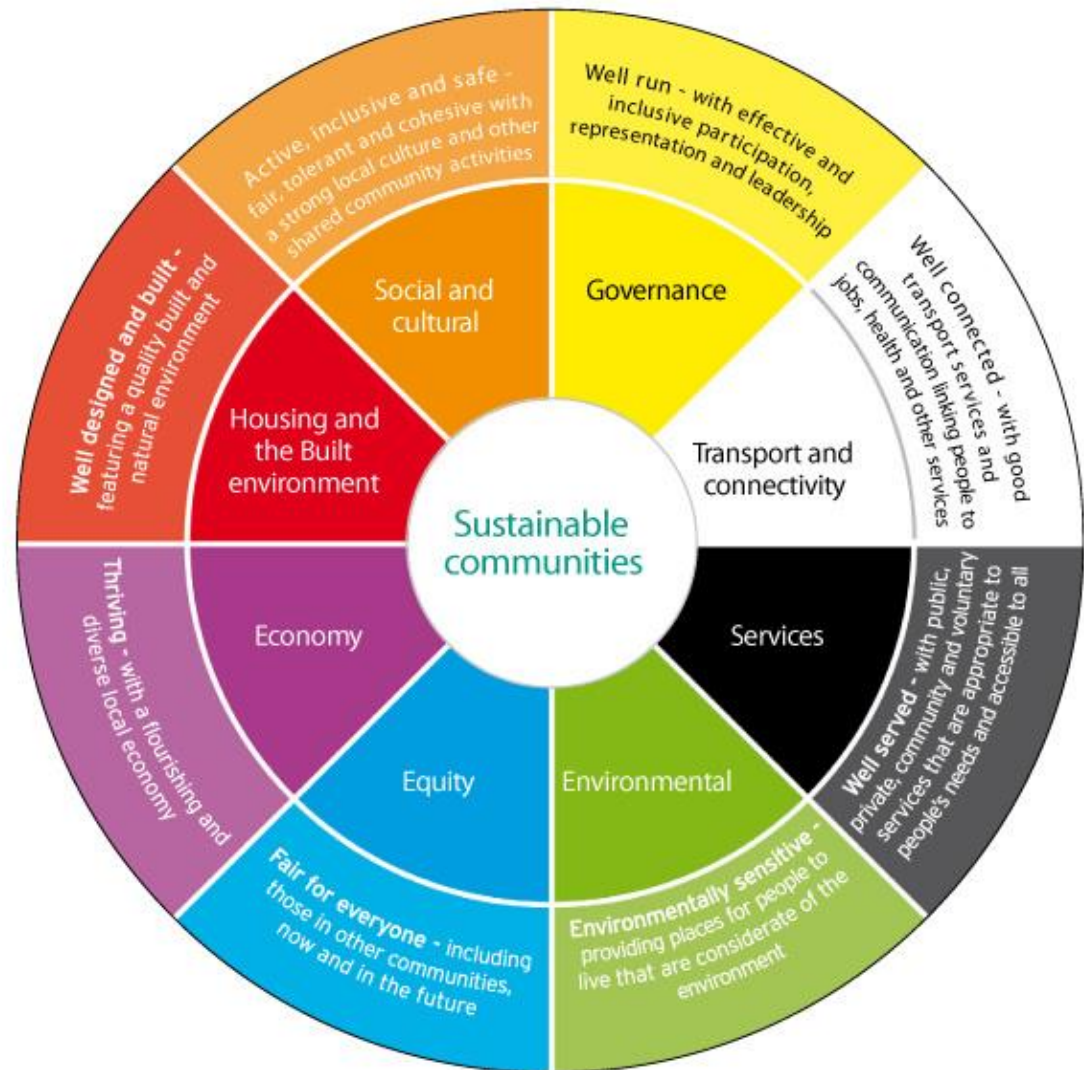 Sustainable
communities
Governance
Well run - with effective and
inclusive participation,
representation and leadership
Transport and
connectivity
Well connected - with good
transport services and
communication linking people to
jobs, health and other services
Services
Well served - with public,
private, community and voluntary
services that are appropriate to
people's needs and accessible to all
Environmental
Environmentally sensitive -
providing places for people to
live that are considerate of the
environment
Equity
Fair for everyone - including
those in other communities,
now and in the future
Economy
Thriving - with a flourishing and
diverse local economy
Housing and
the Built
environment
Well designed and built -
featuring a quality built and
natural environment
Social and
cultural
Active, inclusive and safe -
fair, tolerant and cohesive with
a strong local culture and other
shared community activities